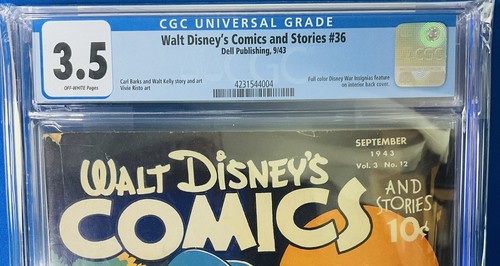 CGC UNIVERSAL GRADE
3.5
OFF-WHITE Pages
Walt Disney's Comics and Stories #36
Dell Publishing, 9/43
Carl Barks and Walt Kelly story and art
Vivie Risto art
4231544004
Full color Disney War Insignias feature
on interior back cover.
CGC
SEPTEMBER
1943
Vol. 3 No. 12
WALT DISNEY'S
COMICS
AND
STORIES
10¢